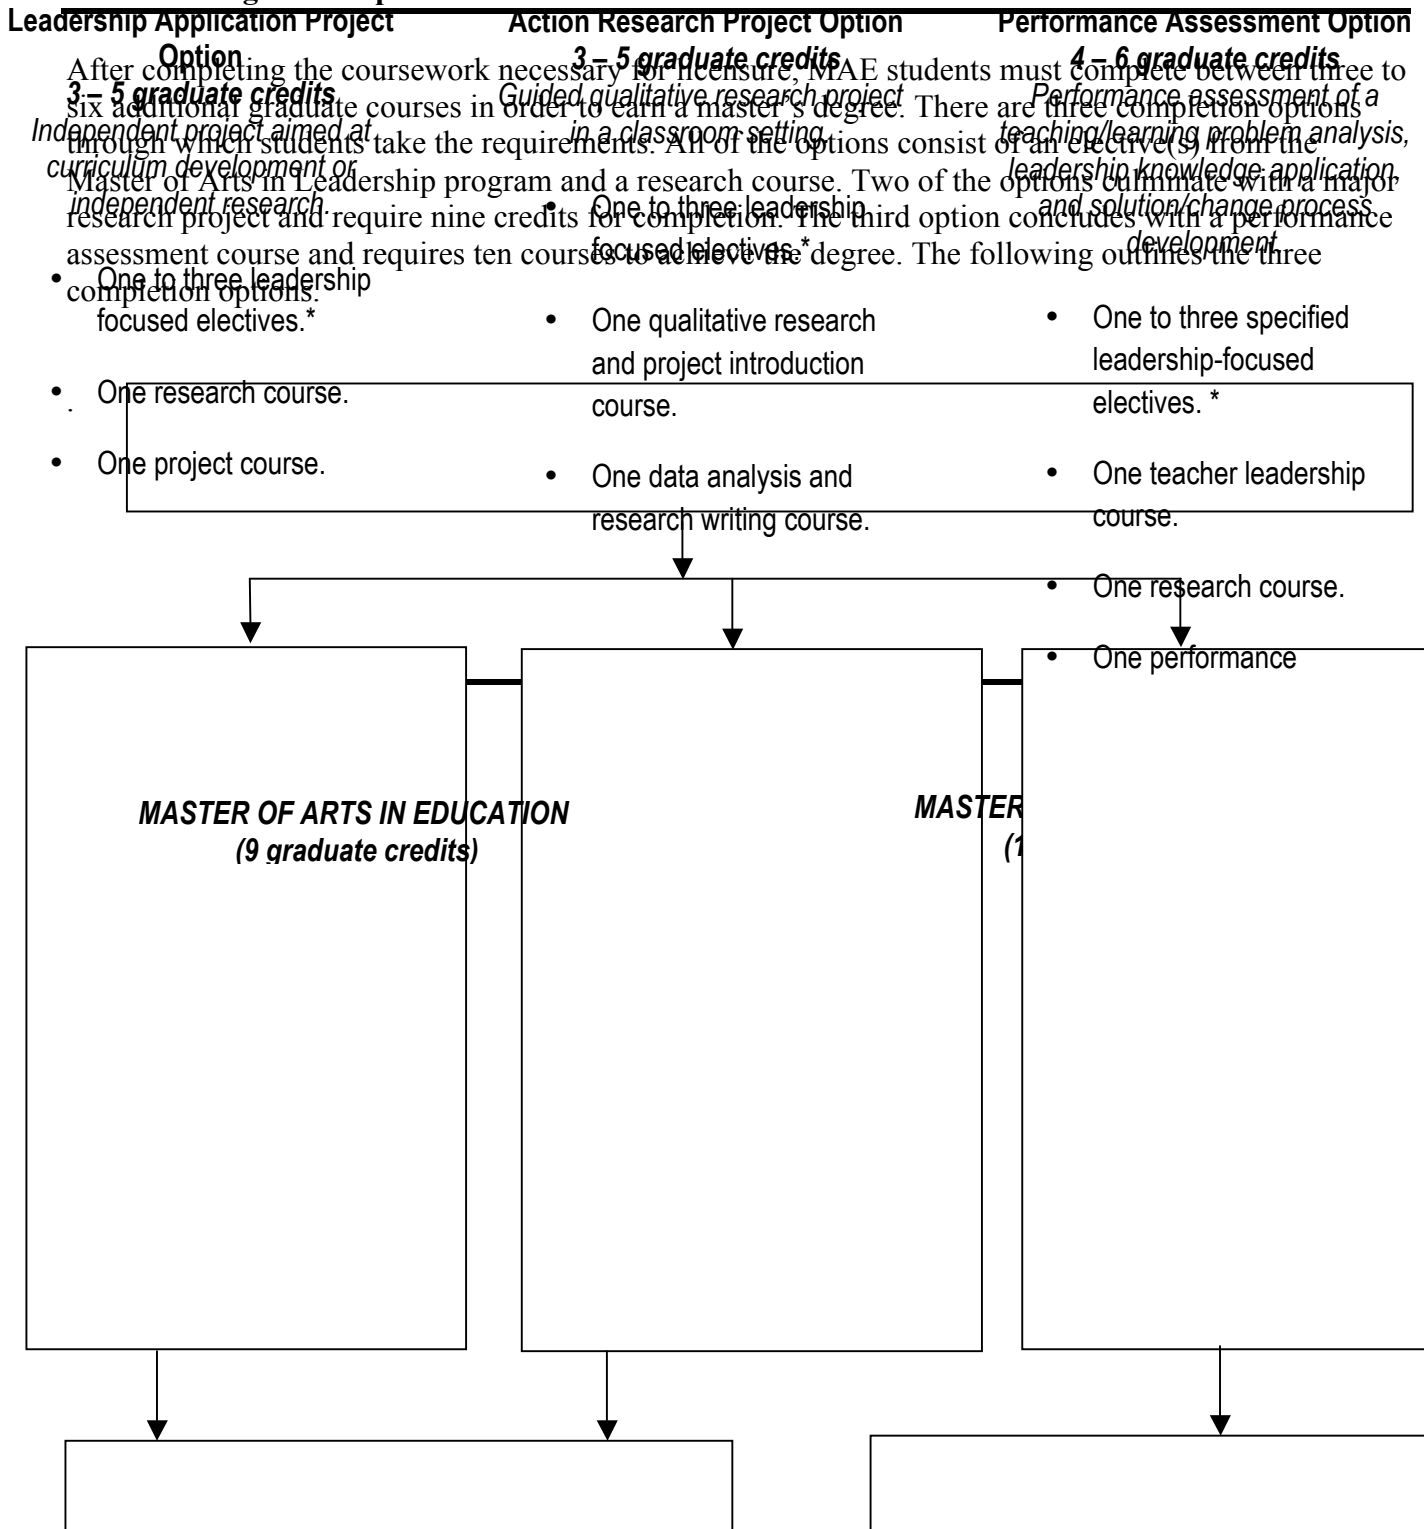 Leadership Application Project
Option
3 – 5 graduate credits
Independent project aimed at
curriculum development or
independent research.
• One to three leadership
focused electives.*
• One research course.
• One project course.
Action Research Project Option
3 – 5 graduate credits
Guided qualitative research project
in a classroom setting.
• One to three leadership
focused electives.*
• One qualitative research
and project introduction
course.
• One data analysis and
research writing course.
Performance Assessment Option
4 – 6 graduate credits
Performance assessment of a
teaching/learning problem analysis,
leadership knowledge application,
and solution/change process
development.
• One to three specified
leadership-focused
electives. *
• One teacher leadership
course.
• One research course.
• One performance
After completing the coursework necessary for licensure, MAE students must complete between three to
six additional graduate courses in order to earn a master’s degree. There are three completion options
through which students take the requirements. All of the options consist of an elective(s) from the
Master of Arts in Leadership program and a research course. Two of the options culminate with a major
research project and require nine credits for completion. The third option concludes with a performance
assessment course and requires ten courses to achieve the degree. The following outlines the three
completion options.
.
MASTER OF ARTS IN EDUCATION
(9 graduate credits)
MASTER
(1